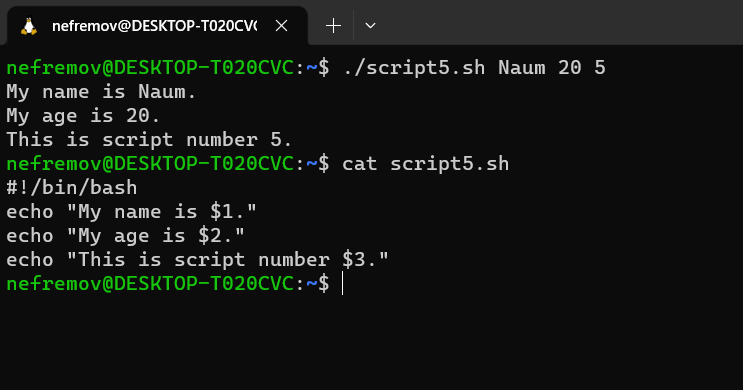 nefremov@DESKTOP-T020CVC
nefremov@DESKTOP-T020CVC:~$ ./script5.sh Naum 20 5
My name is Naum.
My age is 20.
This is script number 5.
nefremov@DESKTOP-T020CVC:~$ cat script5.sh
#!/bin/bash
echo "My name is $1."
echo "My age is $2."
echo "This is script number $3."
nefremov@DESKTOP-T020CVC:~$